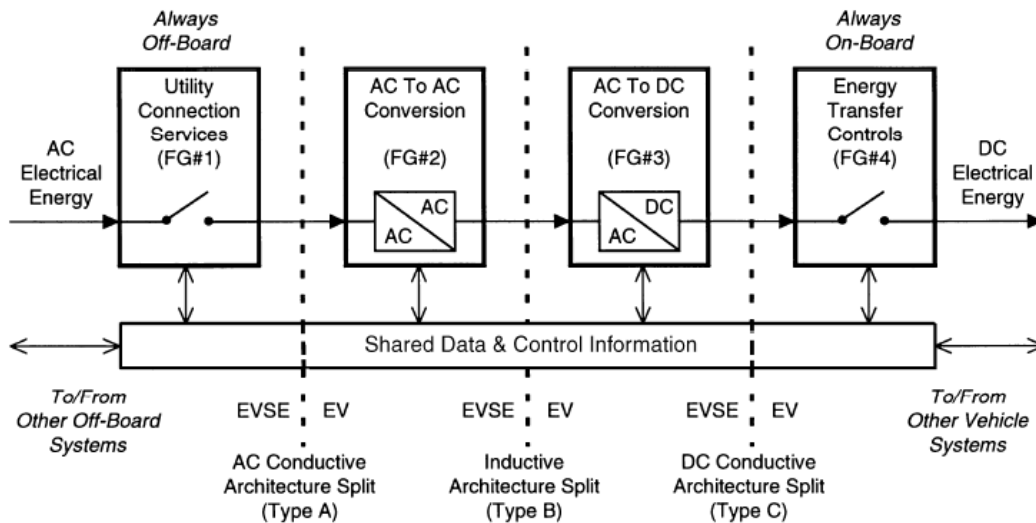 Always
Off-Board
Always
On-Board
Utility
Connection
Services
(FG#1)
AC To AC
Conversion
(FG#2)
AC To DC
Conversion
(FG#3)
Energy
Transfer
Controls
(FG#4)
AC
Electrical
Energy
AC
AC
DC
AC
DC
Electrical
Energy
Shared Data & Control Information
To/From
Other Off-Board
Systems
EVSE EV
EVSE EV
EVSE EV
To/From
Other Vehicle
Systems
AC Conductive
Architecture Split
(Type A)
Inductive
Architecture Split
(Type B)
DC Conductive
Architecture Split
(Type C)